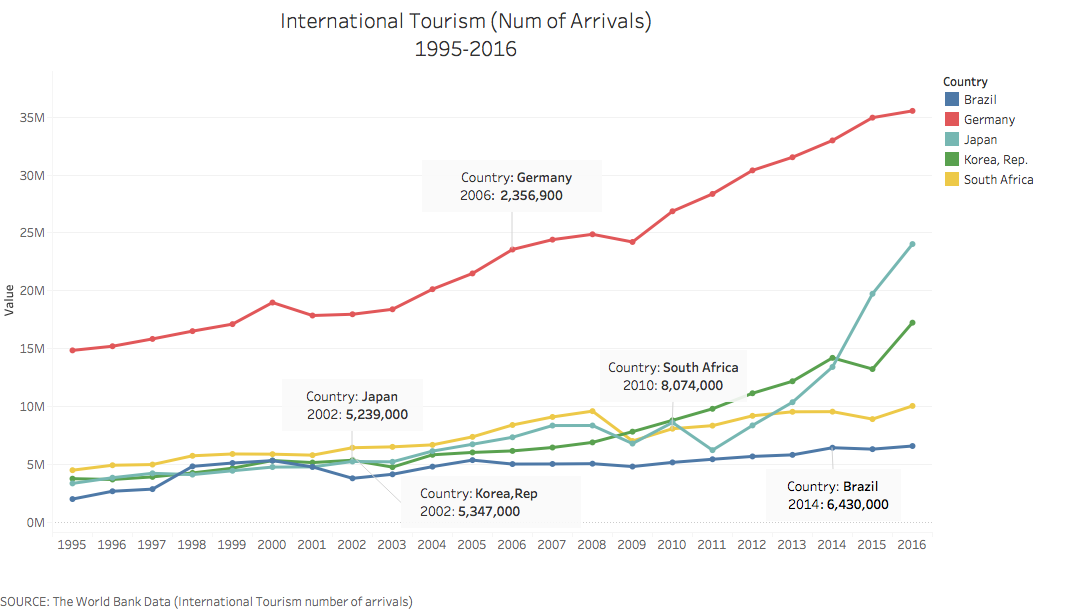 International Tourism (Num of Arrivals)
1995-2016
Country
Brazil
Germany
Japan
Korea, Rep.
South Africa
Value
35M
30M
25M
20M
15M
10M
5M
0M
Country: Germany
2006: 2,356,900
Country: South Africa
2010: 8,074,000
Country: Japan
2002: 5,239,000
Country: Korea,Rep
2002: 5,347,000
Country: Brazil
2014: 6,430,000
1995 1996 1997 1998 1999 2000 2001 2002 2003 2004 2005 2006 2007 2008 2009 2010 2011 2012 2013 2014 2015 2016
SOURCE: The World Bank Data (International Tourism number of arrivals)